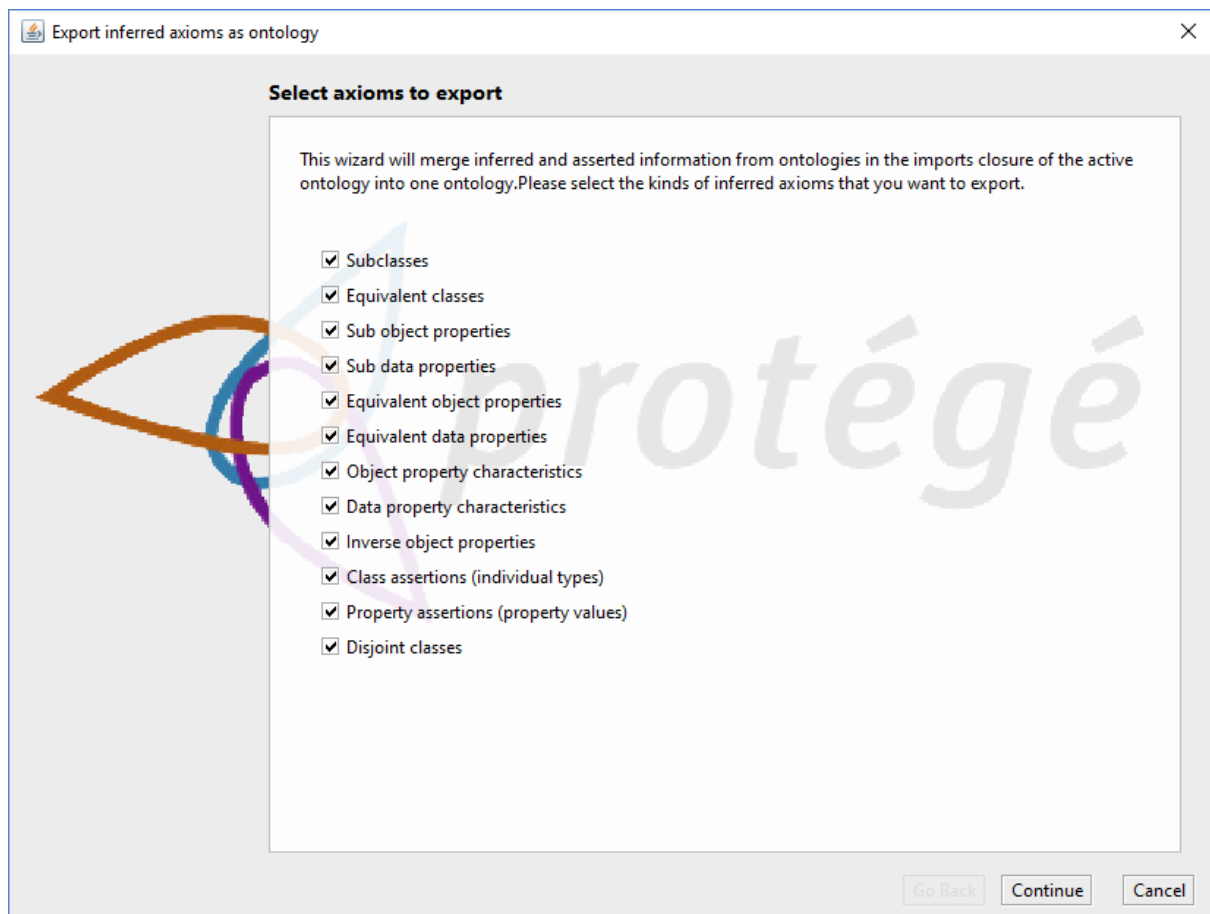 Export inferred axioms as ontology
Select axioms to export
This wizard will merge inferred and asserted information from ontologies in the imports closure of the active
ontology into one ontology.Please select the kinds of inferred axioms that you want to export.
Subclasses
Equivalent classes
Sub object properties
Sub data properties
Equivalent object properties
Equivalent data properties
Object property characteristics
Data property characteristics
Inverse object properties
Class assertions (individual types)
Property assertions (property values)
Disjoint classes
protégé
Go Back Continue Cancel